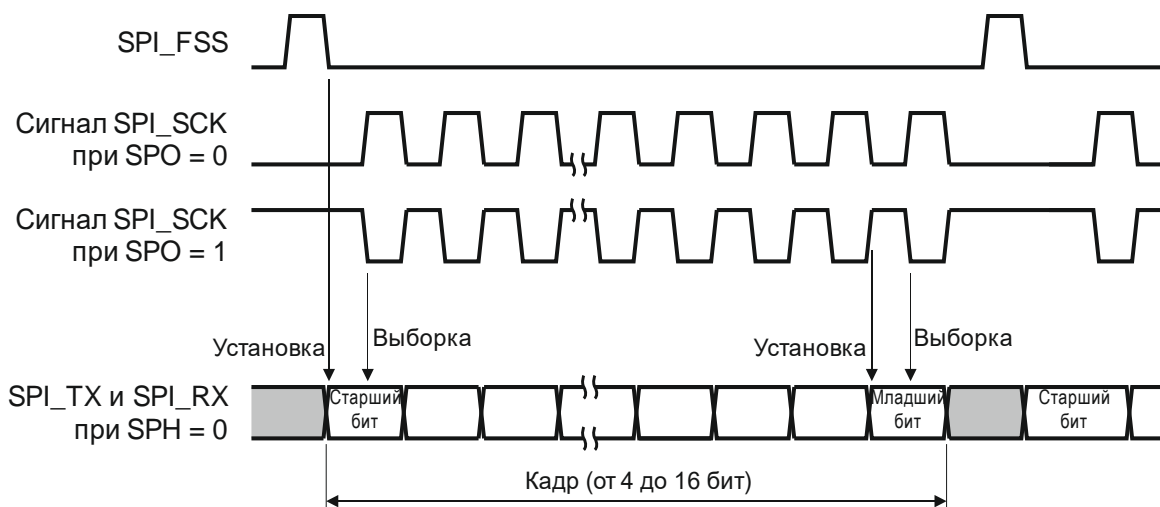 SPI_FSS
Сигнал SPI_SCK
при SPO = 0
Сигнал SPI_SCK
при SPO = 1
Установка
Выборка
Установка
Выборка
SPI_TX и SPI_RX
при SPH = 0
Старший
бит
Младший
бит
Старший
бит
Кадр (от 4 до 16 бит)